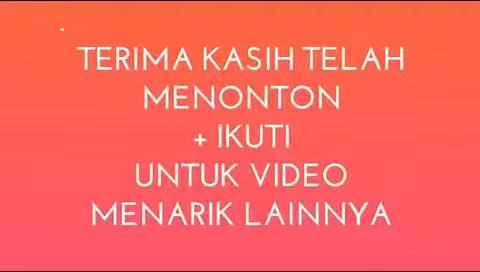 TERIMA KASIH TELAH
MENONTON
+ IKUTI
UNTUK VIDEO
MENARIK LAINNYA